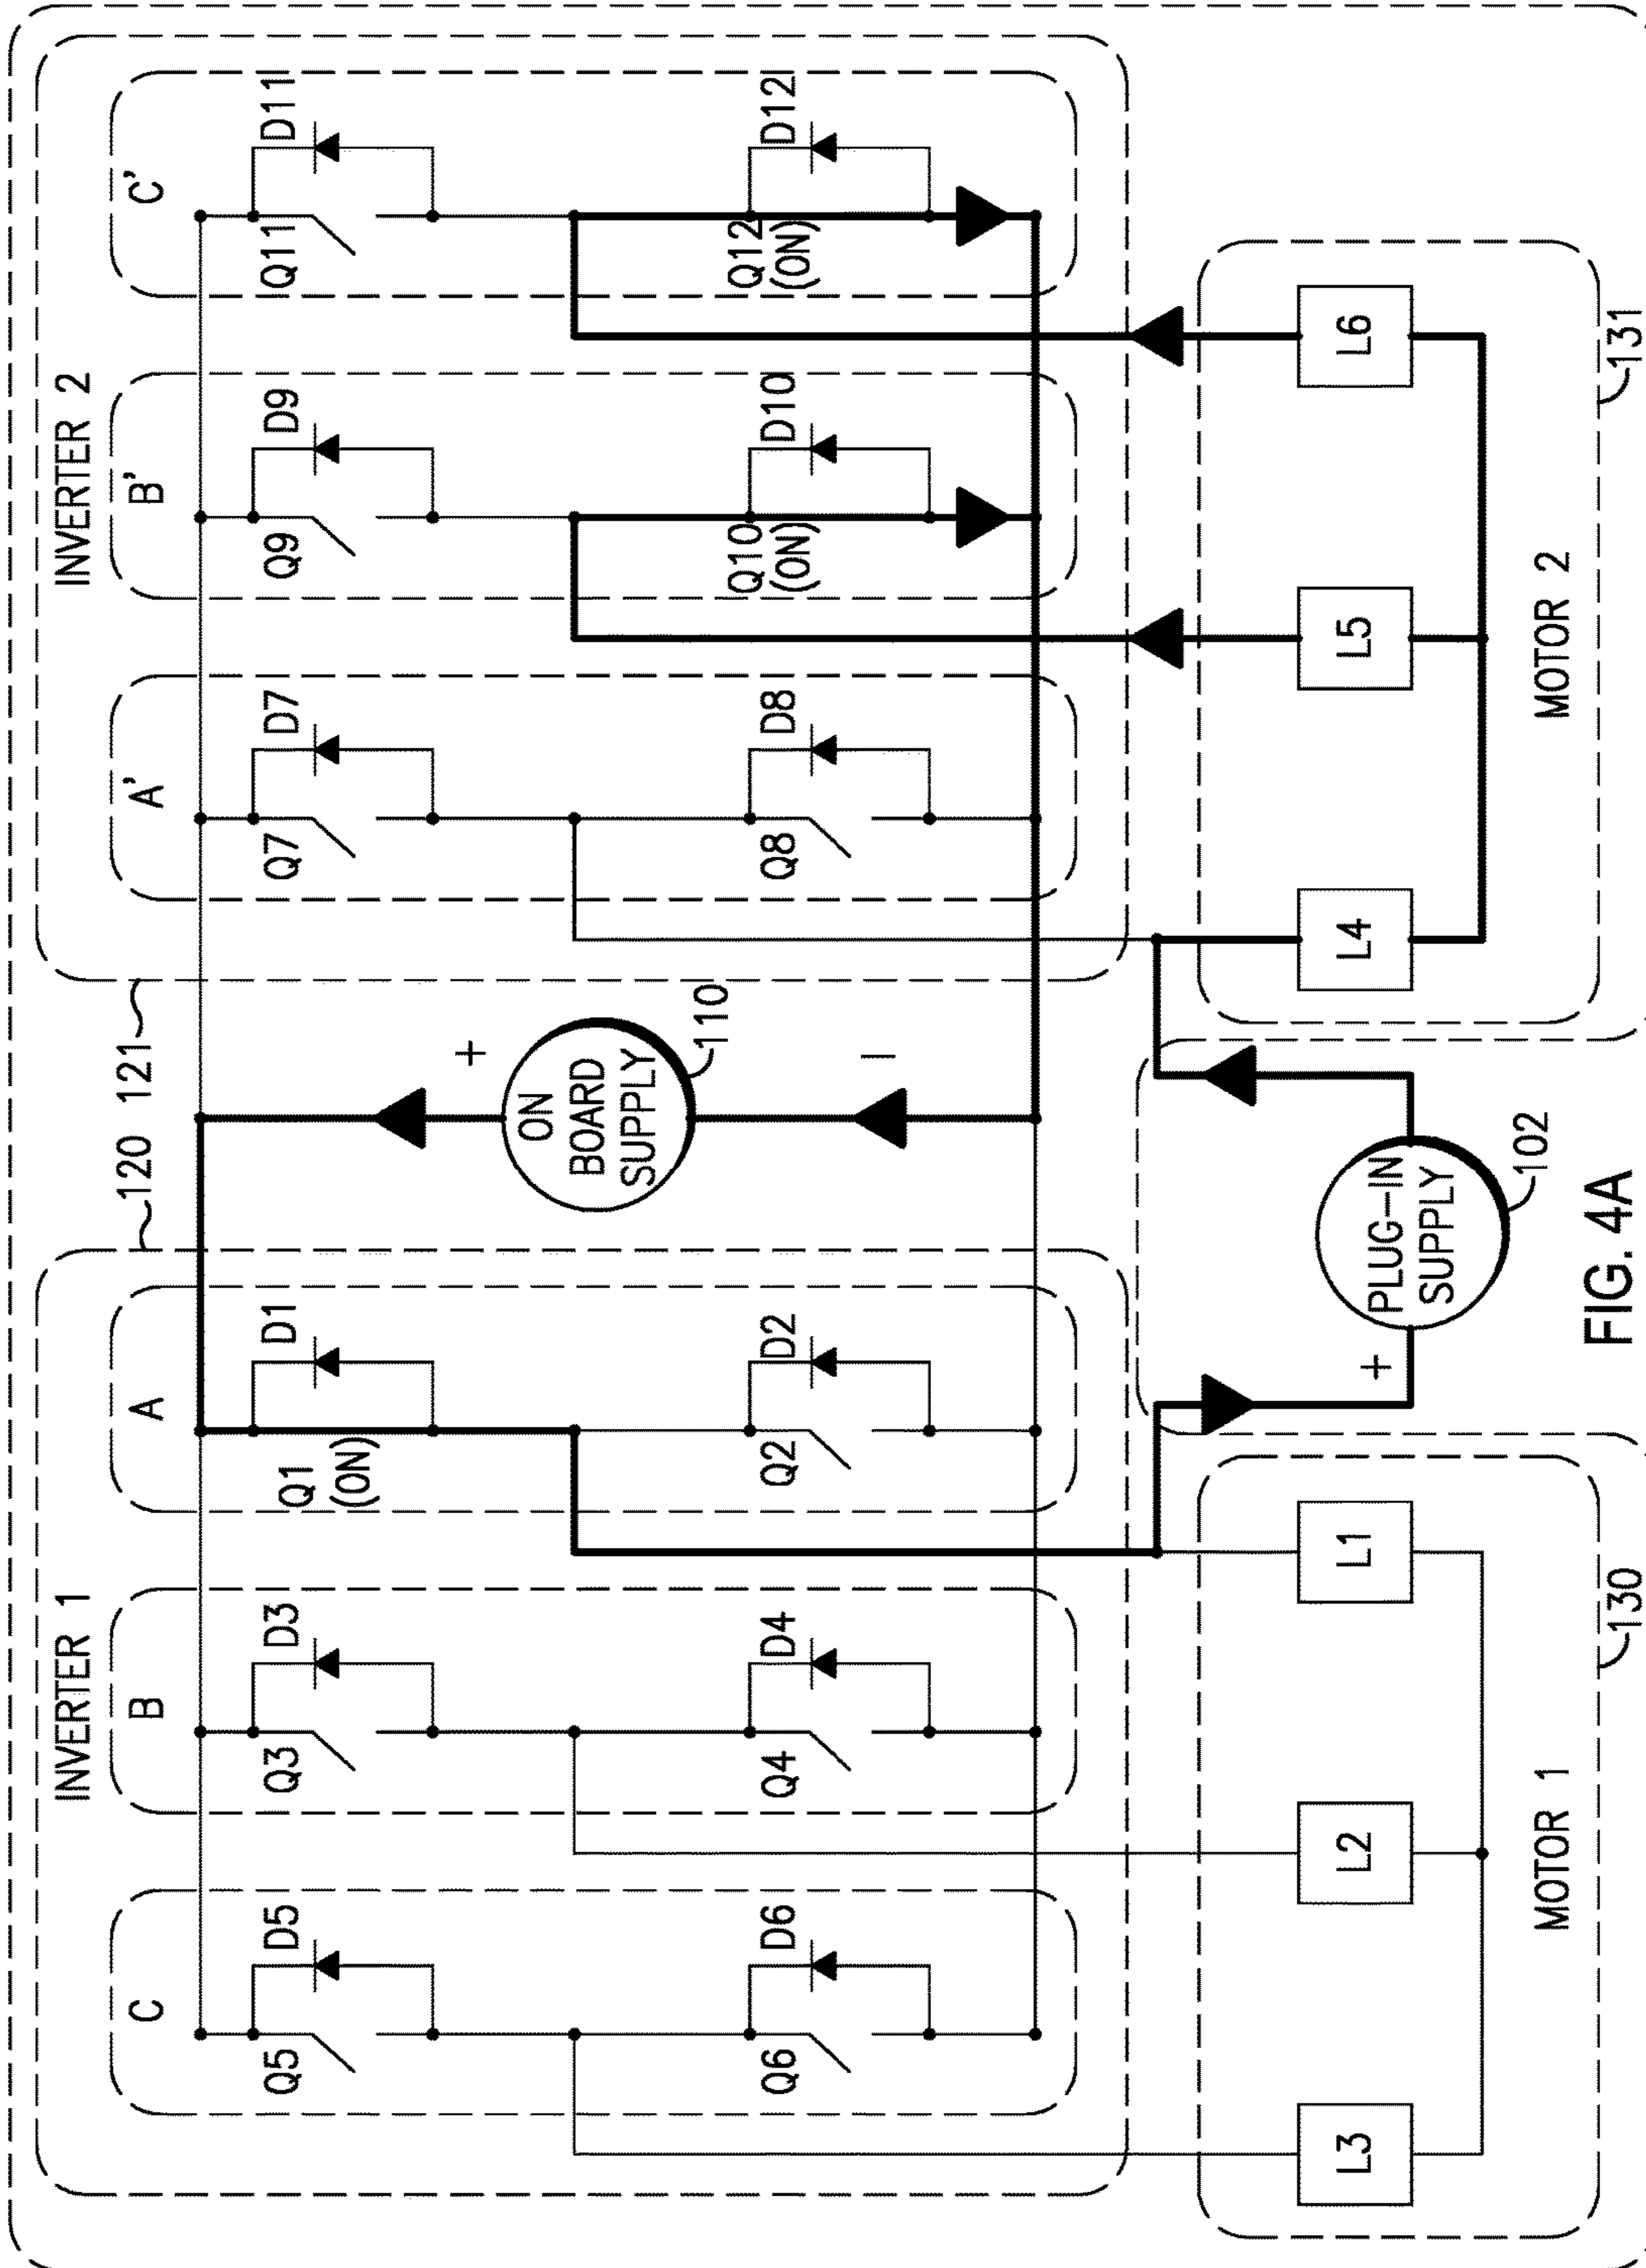 INVERTER 1
120
121
INVERTER 2
C
B
A
A'
B'
C'
Q5
D5
Q3
D3
Q1
(ON)
D1
Q7
D7
Q9
D9
Q11
D11
+
ON
BOARD
SUPPLY
110
−
Q6
D6
Q4
D4
Q2
D2
Q8
D8
Q10
(ON)
D10
Q12
(ON)
D12
L3
L2
L1
+
PLUG-IN
SUPPLY
102
L4
L5
L6
MOTOR 1
130
MOTOR 2
131
FIG. 4A